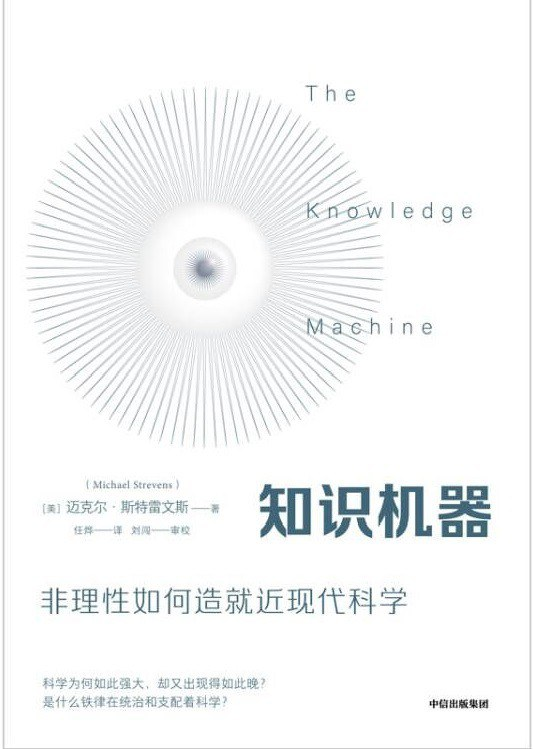 The
Knowledge
Machine
(Michael Strevens)
[美] 迈克尔·斯特雷文斯——著
任烨——译 刘闯——审校
知识机器
非理性如何造就近现代科学
科学为何如此强大，却又出现得如此晚？
是什么铁律在统治和支配着科学？
中信出版集团